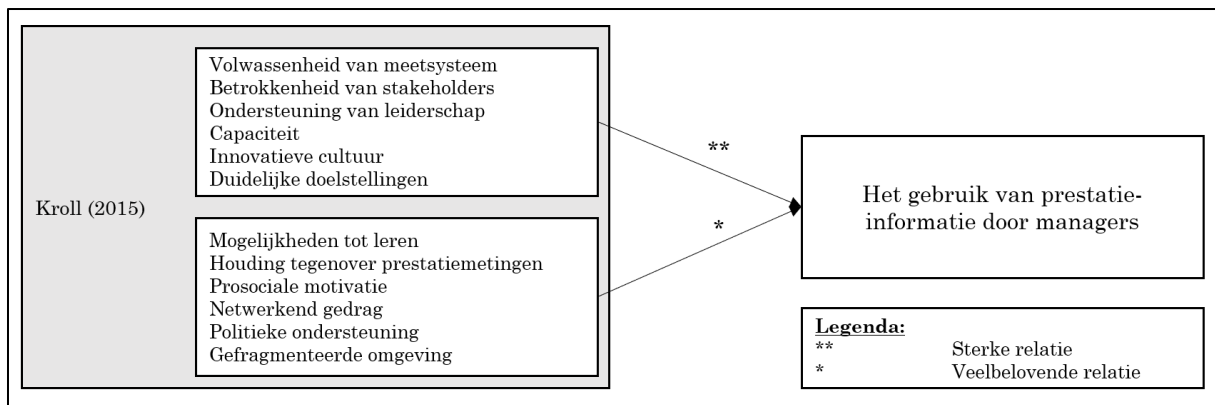 Kroll (2015)
Volwassenheid van meetsysteem
Betrokkenheid van stakeholders
Ondersteuning van leiderschap
Capaciteit
Innovatieve cultuur
Duidelijke doelstellingen
Mogelijkheden tot leren
Houding tegenover prestatiemetingen
Prosociale motivatie
Netwerkend gedrag
Politieke ondersteuning
Gefragmenteerde omgeving
**
*
Het gebruik van prestatie-
informatie door managers
Legenda:
** Sterke relatie
* Veelbelovende relatie